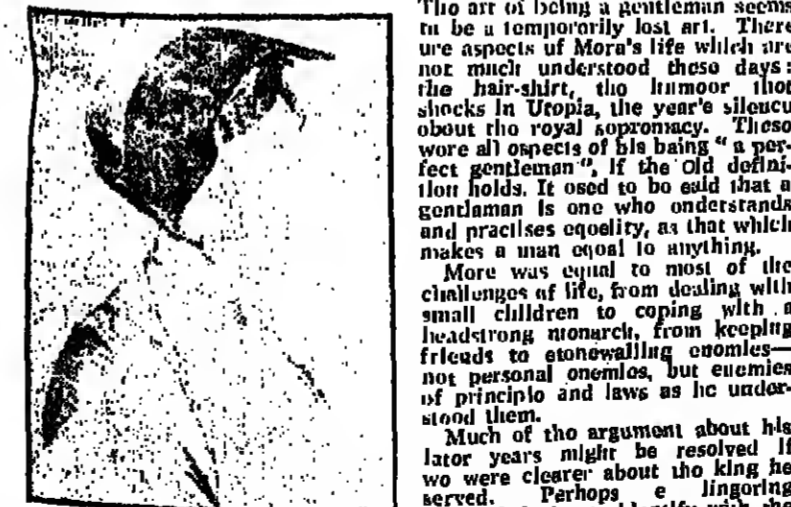 The art of being a gentleman seems
to be a temporarily lost art. There
are aspects of More's life which are
not much understood these days:
the hair-shirt, the humour that
shocks in Utopia, the year's silence
about the royal supremacy. These
were all aspects of his being "a per-
fect gentleman", if the old defini-
tion holds. It used to be said that a
gentleman is one who understands
and practises equality, as that which
makes a man equal to anything.
More was equal to most of the
challenges of life, from dealing with
small children to coping with a
headstrong monarch, from keeping
friends to stonewalling enemies—
not personal enemies, but enemies
of principle and laws as he under-
stood them.
Much of the argument about his
later years might be resolved if
we were clearer about the king he
served. Perhaps a lingering
identify with the